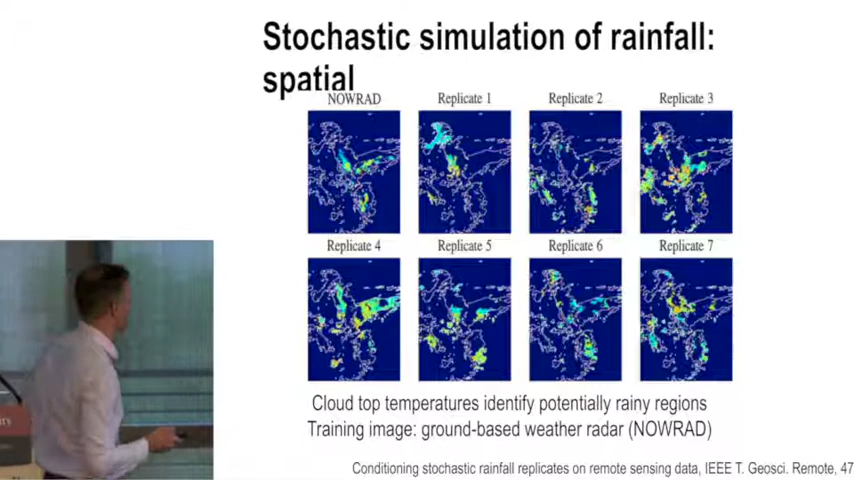 Stochastic simulation of rainfall:
spatial
NOWRAD Replicate 1 Replicate 2 Replicate 3
Replicate 4 Replicate 5 Replicate 6 Replicate 7
Cloud top temperatures identify potentially rainy regions
Training image: ground-based weather radar (NOWRAD)
Conditioning stochastic rainfall replicates on remote sensing data, IEEE T. Geosci. Remote, 47